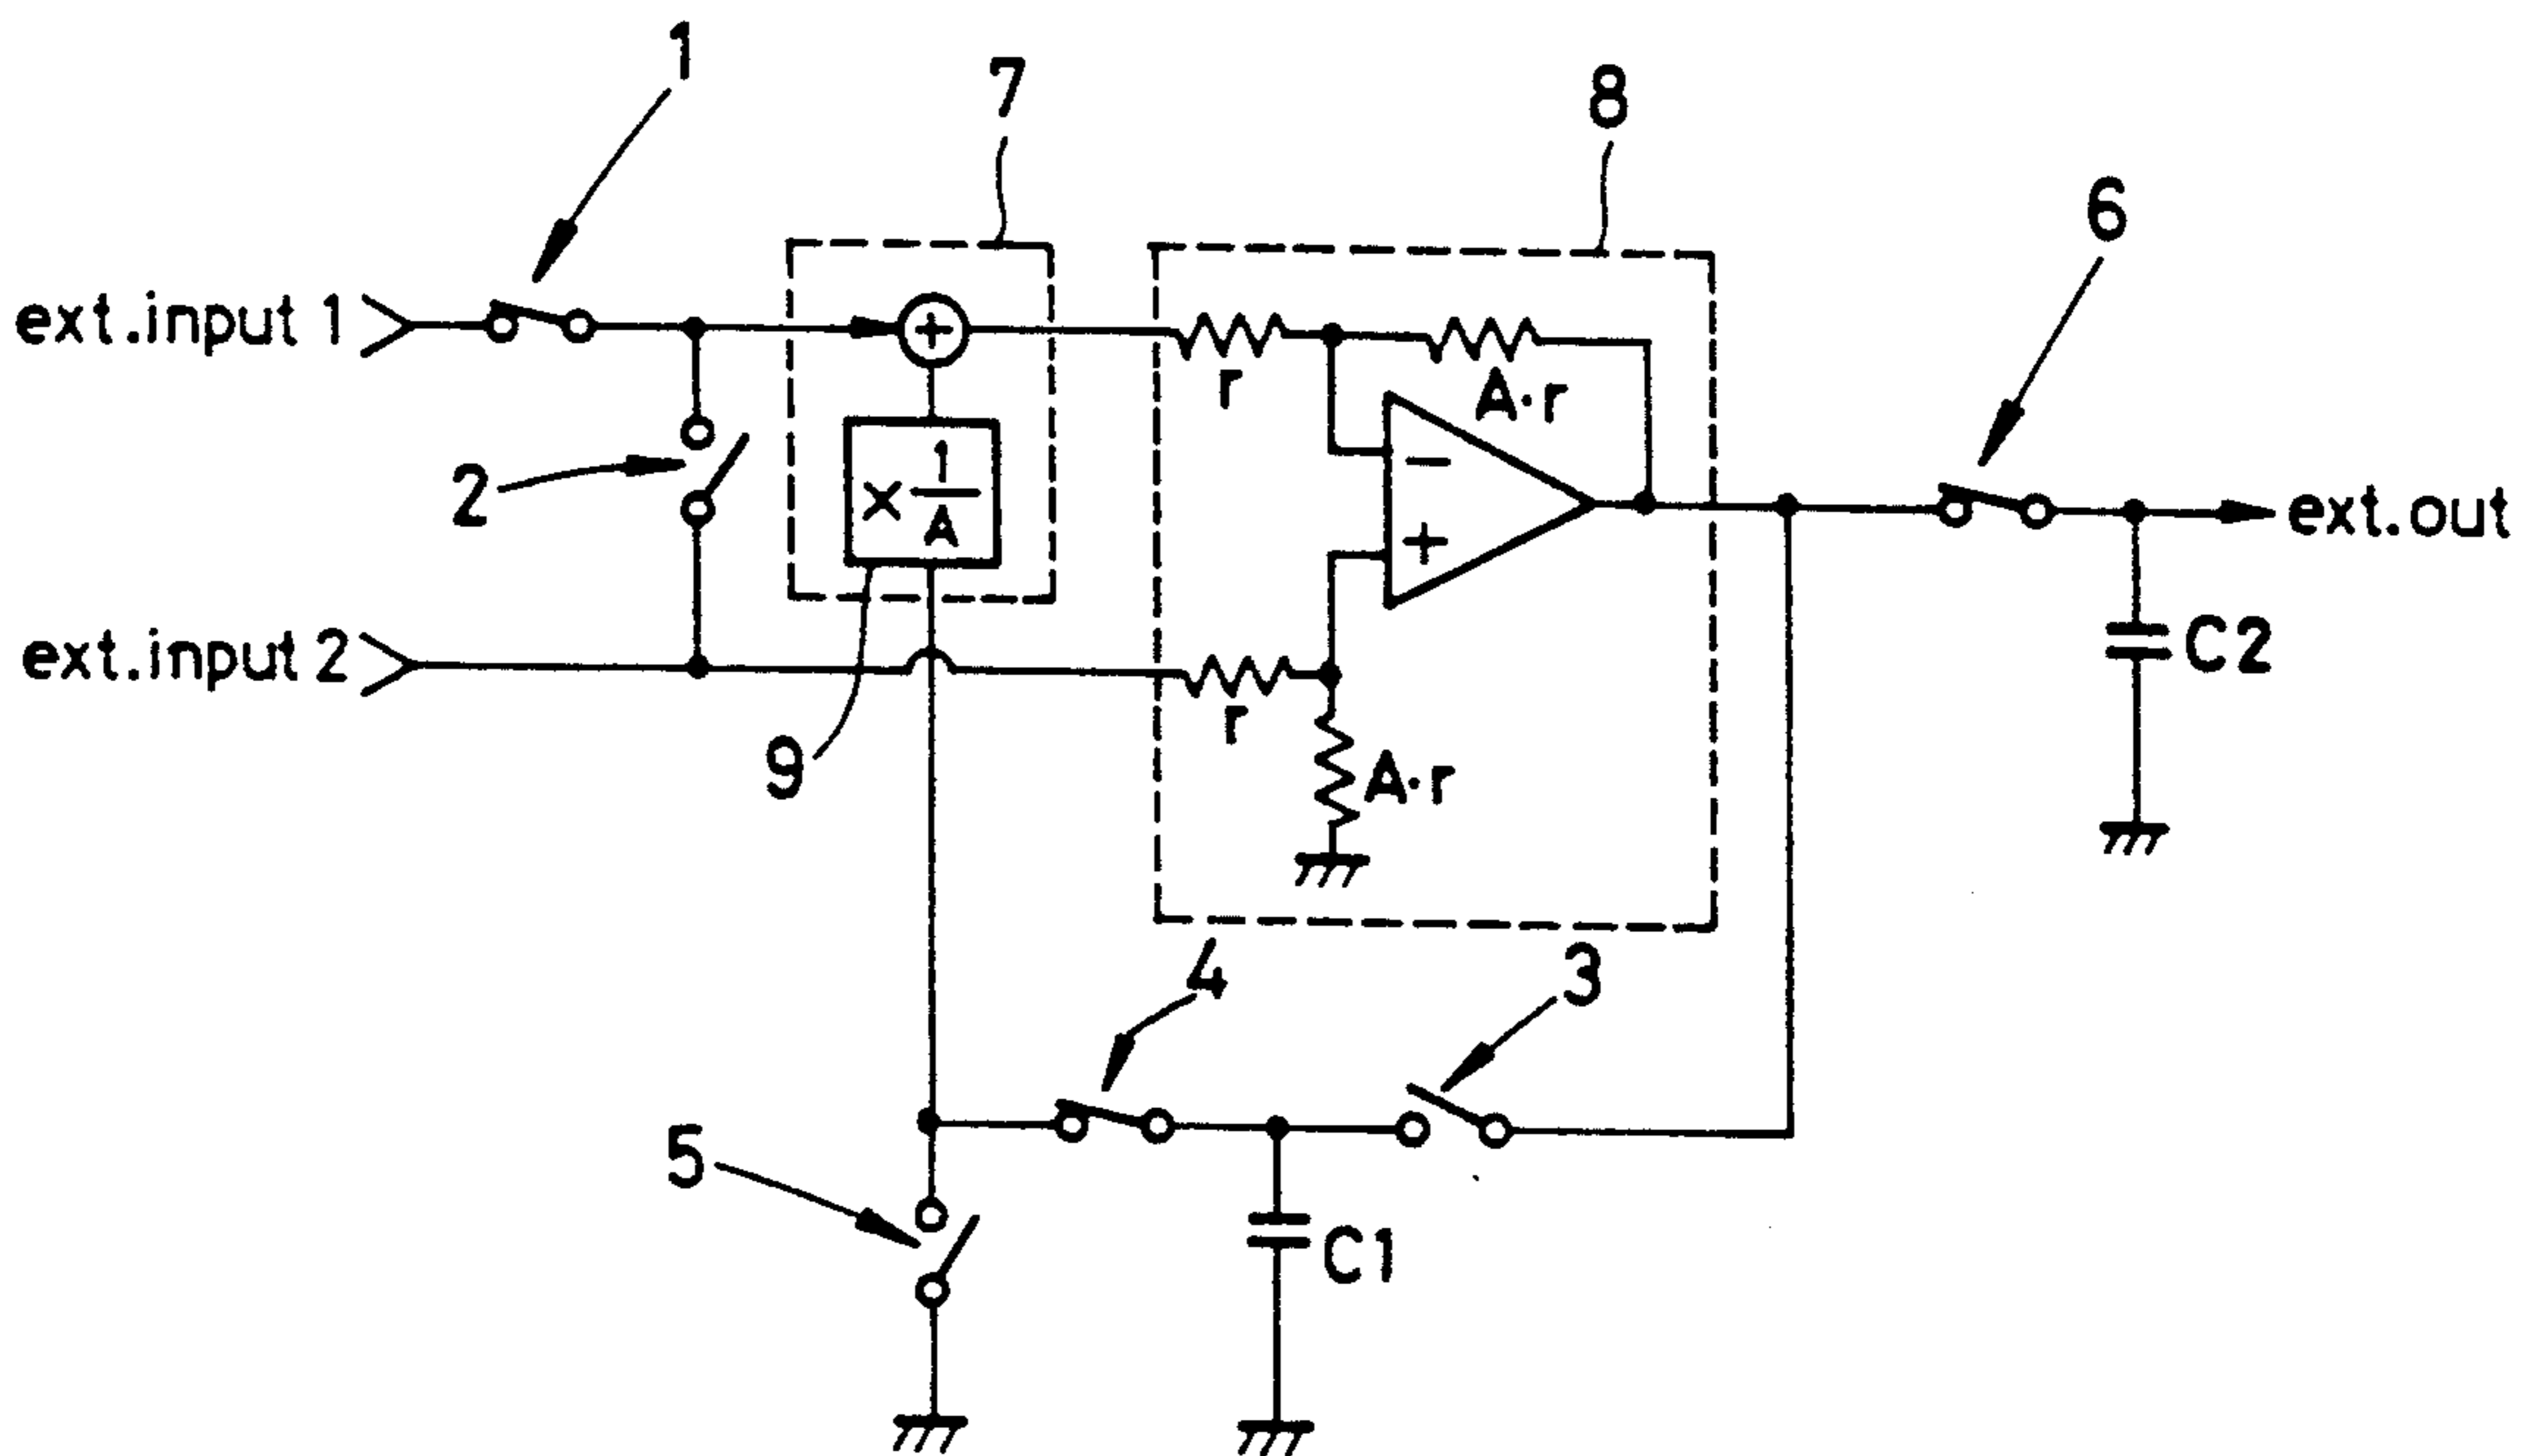 1
7
8
6
ext.input 1
+
r
A·r
2
× 1/A
−
+
ext.out
ext.input 2
r
C2
9
A·r
4
3
5
C1